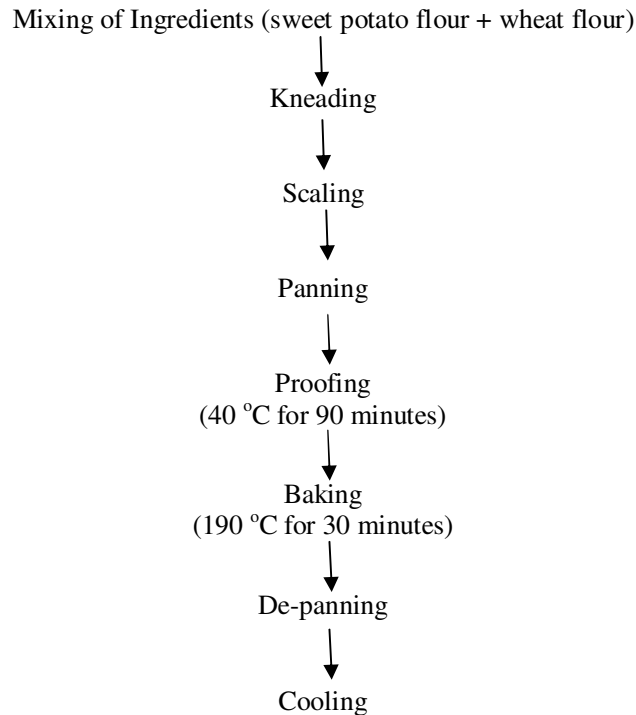 Mixing of Ingredients (sweet potato flour + wheat flour)
Kneading
Scaling
Panning
Proofing
(40 °C for 90 minutes)
Baking
(190 °C for 30 minutes)
De-panning
Cooling